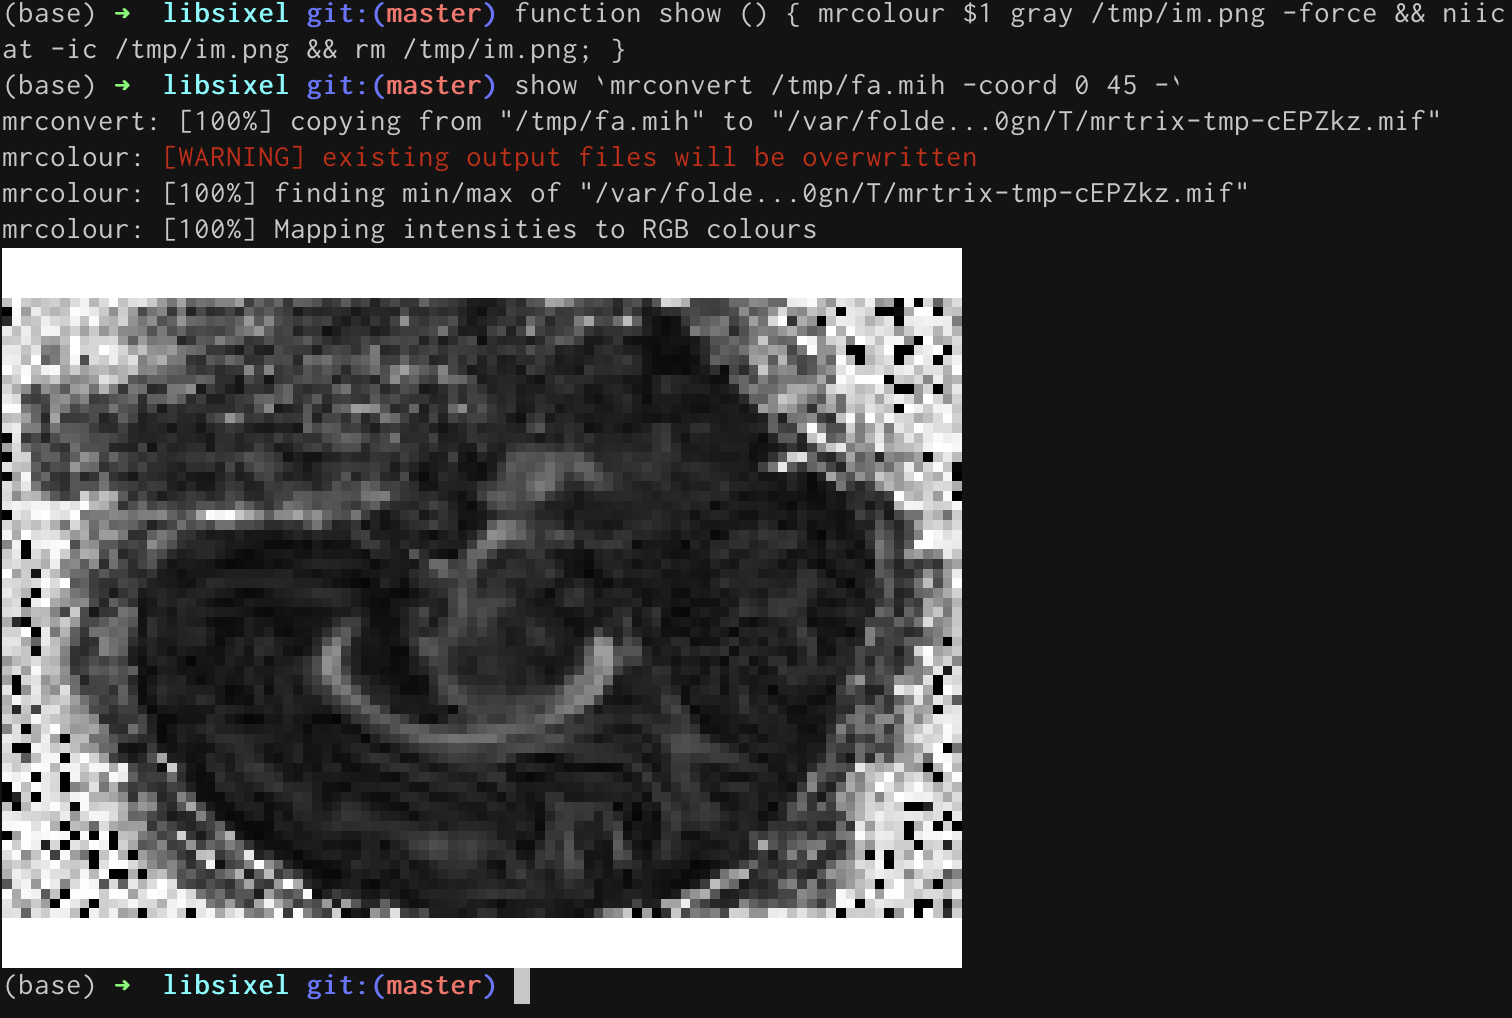 (base) ➜  libsixel git:(master) function show () { mrcolour $1 gray /tmp/im.png -force && niic
at -ic /tmp/im.png && rm /tmp/im.png; }
(base) ➜  libsixel git:(master) show `mrconvert /tmp/fa.mih -coord 0 45 -`
mrconvert: [100%] copying from "/tmp/fa.mih" to "/var/folde...0gn/T/mrtrix-tmp-cEPZkz.mif"
mrcolour: [WARNING] existing output files will be overwritten
mrcolour: [100%] finding min/max of "/var/folde...0gn/T/mrtrix-tmp-cEPZkz.mif"
mrcolour: [100%] Mapping intensities to RGB colours
(base) ➜  libsixel git:(master)